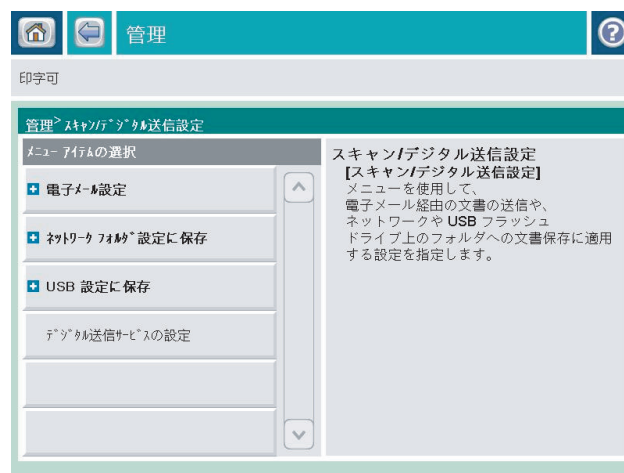 管理
?
印字可
管理>ｽｷｬﾝ/ﾃﾞｼﾞﾀﾙ送信設定
ﾒﾆｭｰ ｱｲﾃﾑの選択
電子ﾒｰﾙ設定
ﾈｯﾄﾜｰｸ ﾌｫﾙﾀﾞ設定に保存
USB 設定に保存
ﾃﾞｼﾞﾀﾙ送信ｻｰﾋﾞｽの設定
スキャン/デジタル送信設定
[スキャン/デジタル送信設定]
メニューを使用して、
電子メール経由の文書の送信や、
ネットワークや USB フラッシュ
ドライブ上のフォルダへの文書保存に適用
する設定を指定します。